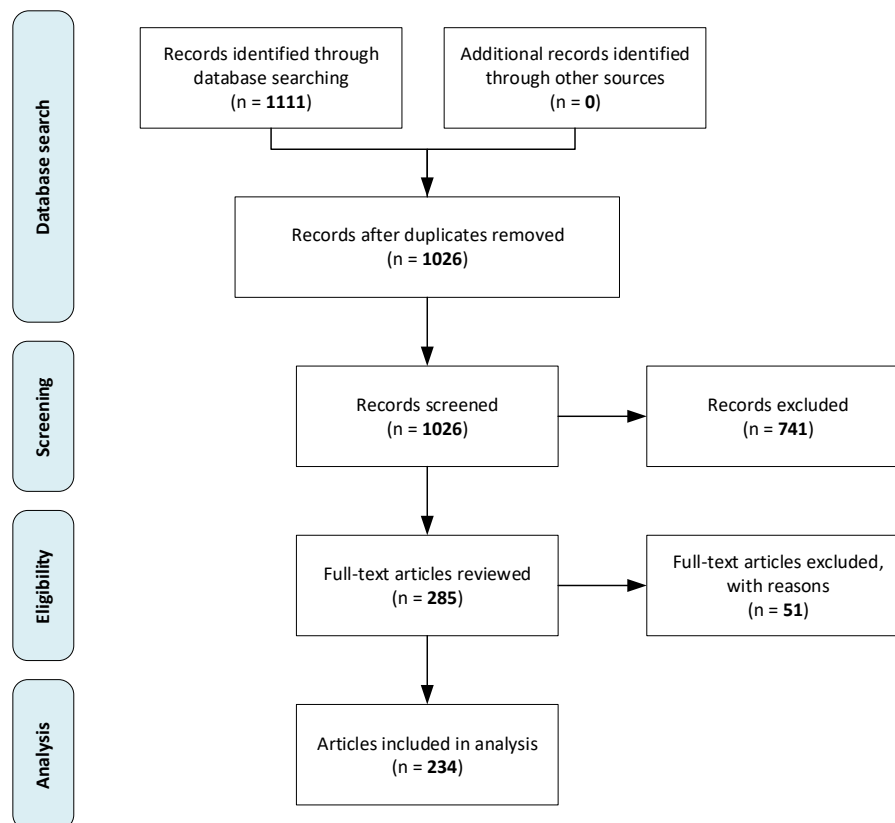 Database search
Records identified through
database searching
(n = 1111)
Additional records identified
through other sources
(n = 0)
Records after duplicates removed
(n = 1026)
Screening
Records screened
(n = 1026)
Records excluded
(n = 741)
Eligibility
Full-text articles reviewed
(n = 285)
Full-text articles excluded,
with reasons
(n = 51)
Analysis
Articles included in analysis
(n = 234)